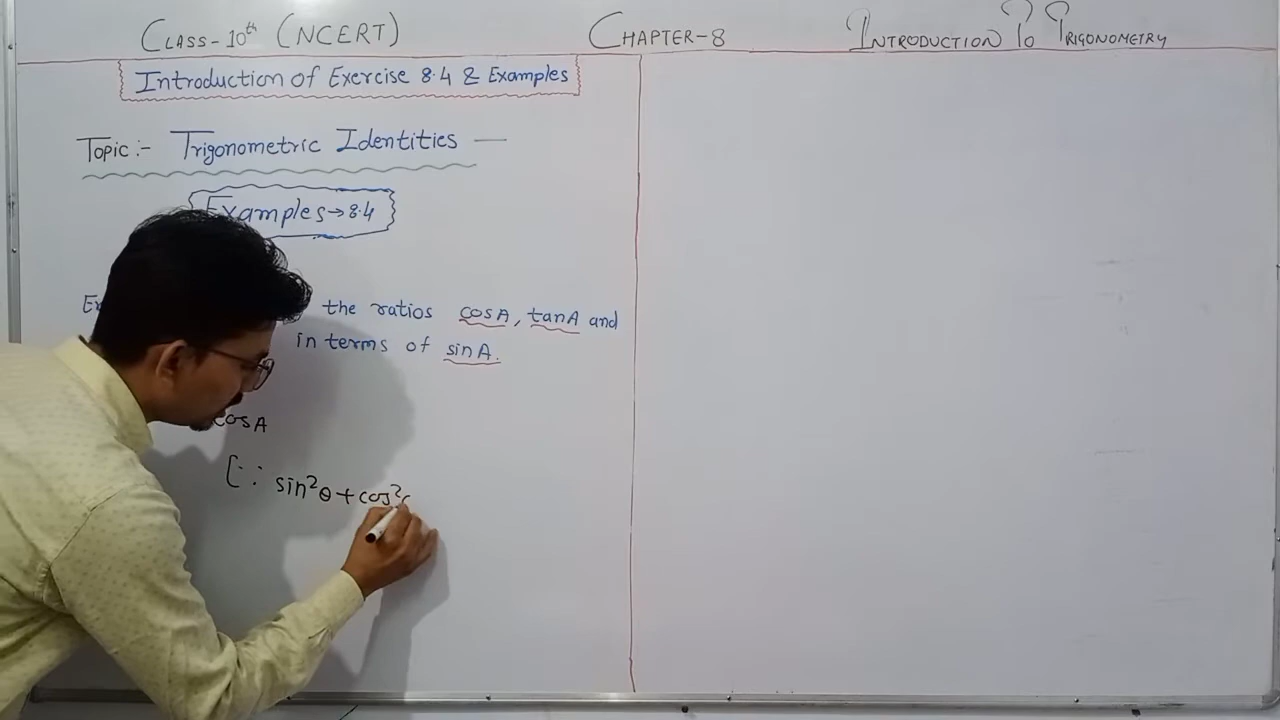 CLASS-10th (NCERT) CHAPTER-8 INTRODUCTION TO TRIGONOMETRY
Introduction of Exercise 8.4 & Examples
TOPIC :- Trigonometric Identities —
Examples→8.4
the ratios cosA, tanA and
in terms of sinA.
cosA
[∵ sin²θ+cos²